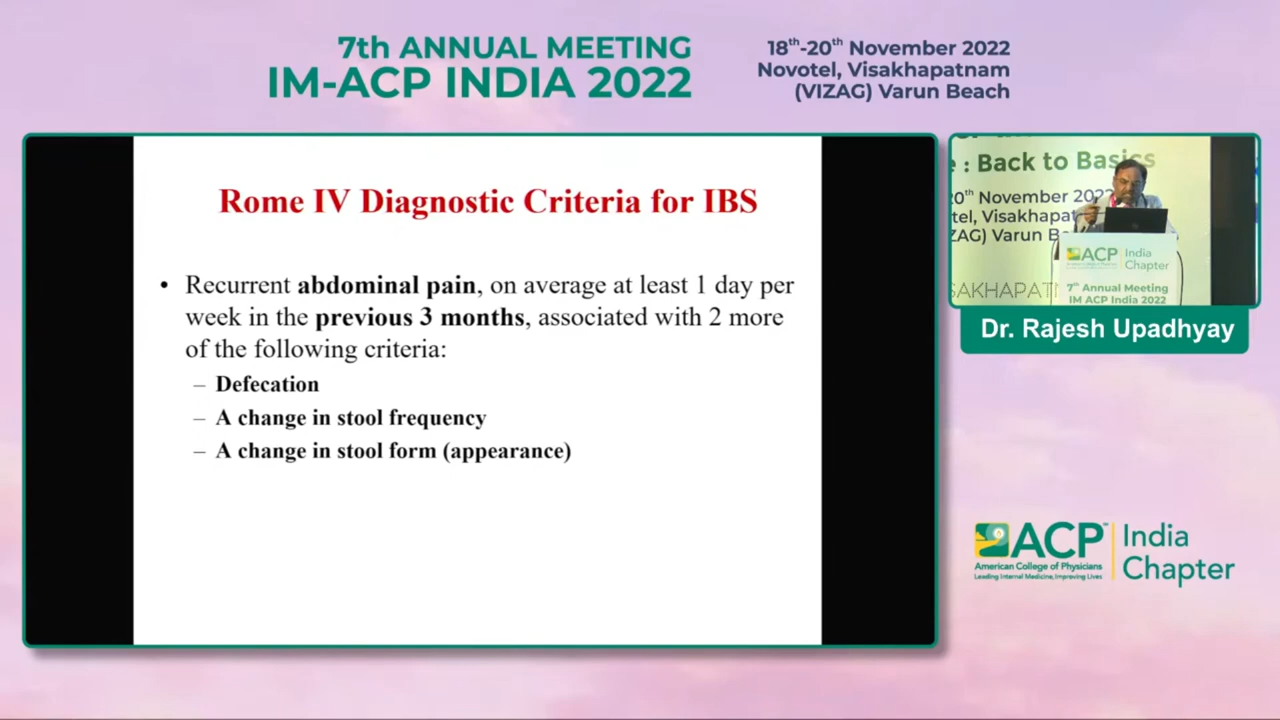 7th ANNUAL MEETING
IM-ACP INDIA 2022
18th-20th November 2022
Novotel, Visakhapatnam
(VIZAG) Varun Beach
Rome IV Diagnostic Criteria for IBS
• Recurrent abdominal pain, on average at least 1 day per
week in the previous 3 months, associated with 2 more
of the following criteria:
– Defecation
– A change in stool frequency
– A change in stool form (appearance)
: Back to Basics
November 2022
Visakhapat
ZAG) Varun B
SAKHAPATN
ACP India
Chapter
7th Annual Meeting
IM ACP India 2022
Dr. Rajesh Upadhyay
ACP India
American College of Physicians Chapter
Leading Internal Medicine, Improving Lives